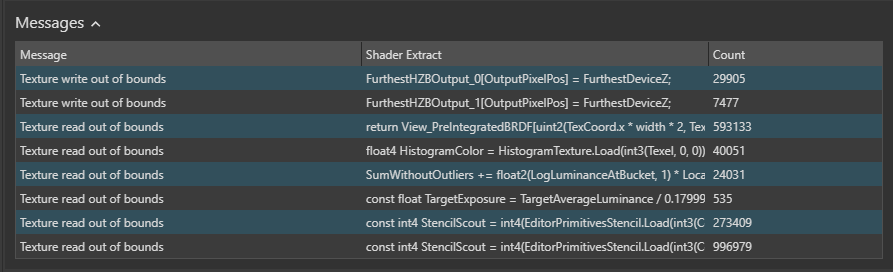 Messages
Message Shader Extract Count
Texture write out of bounds FurthestHZBOutput_0[OutputPixelPos] = FurthestDeviceZ; 29905
Texture write out of bounds FurthestHZBOutput_1[OutputPixelPos] = FurthestDeviceZ; 7477
Texture read out of bounds return View_PreIntegratedBRDF[uint2(TexCoord.x * width * 2, Tex 593133
Texture read out of bounds float4 HistogramColor = HistogramTexture.Load(int3(Texel, 0, 0)) 40051
Texture read out of bounds SumWithoutOutliers += float2(LogLuminanceAtBucket, 1) * Loca 24031
Texture read out of bounds const float TargetExposure = TargetAverageLuminance / 0.17999 535
Texture read out of bounds const int4 StencilScout = int4(EditorPrimitivesStencil.Load(int3(C 273409
Texture read out of bounds const int4 StencilScout = int4(EditorPrimitivesStencil.Load(int3(C 996979